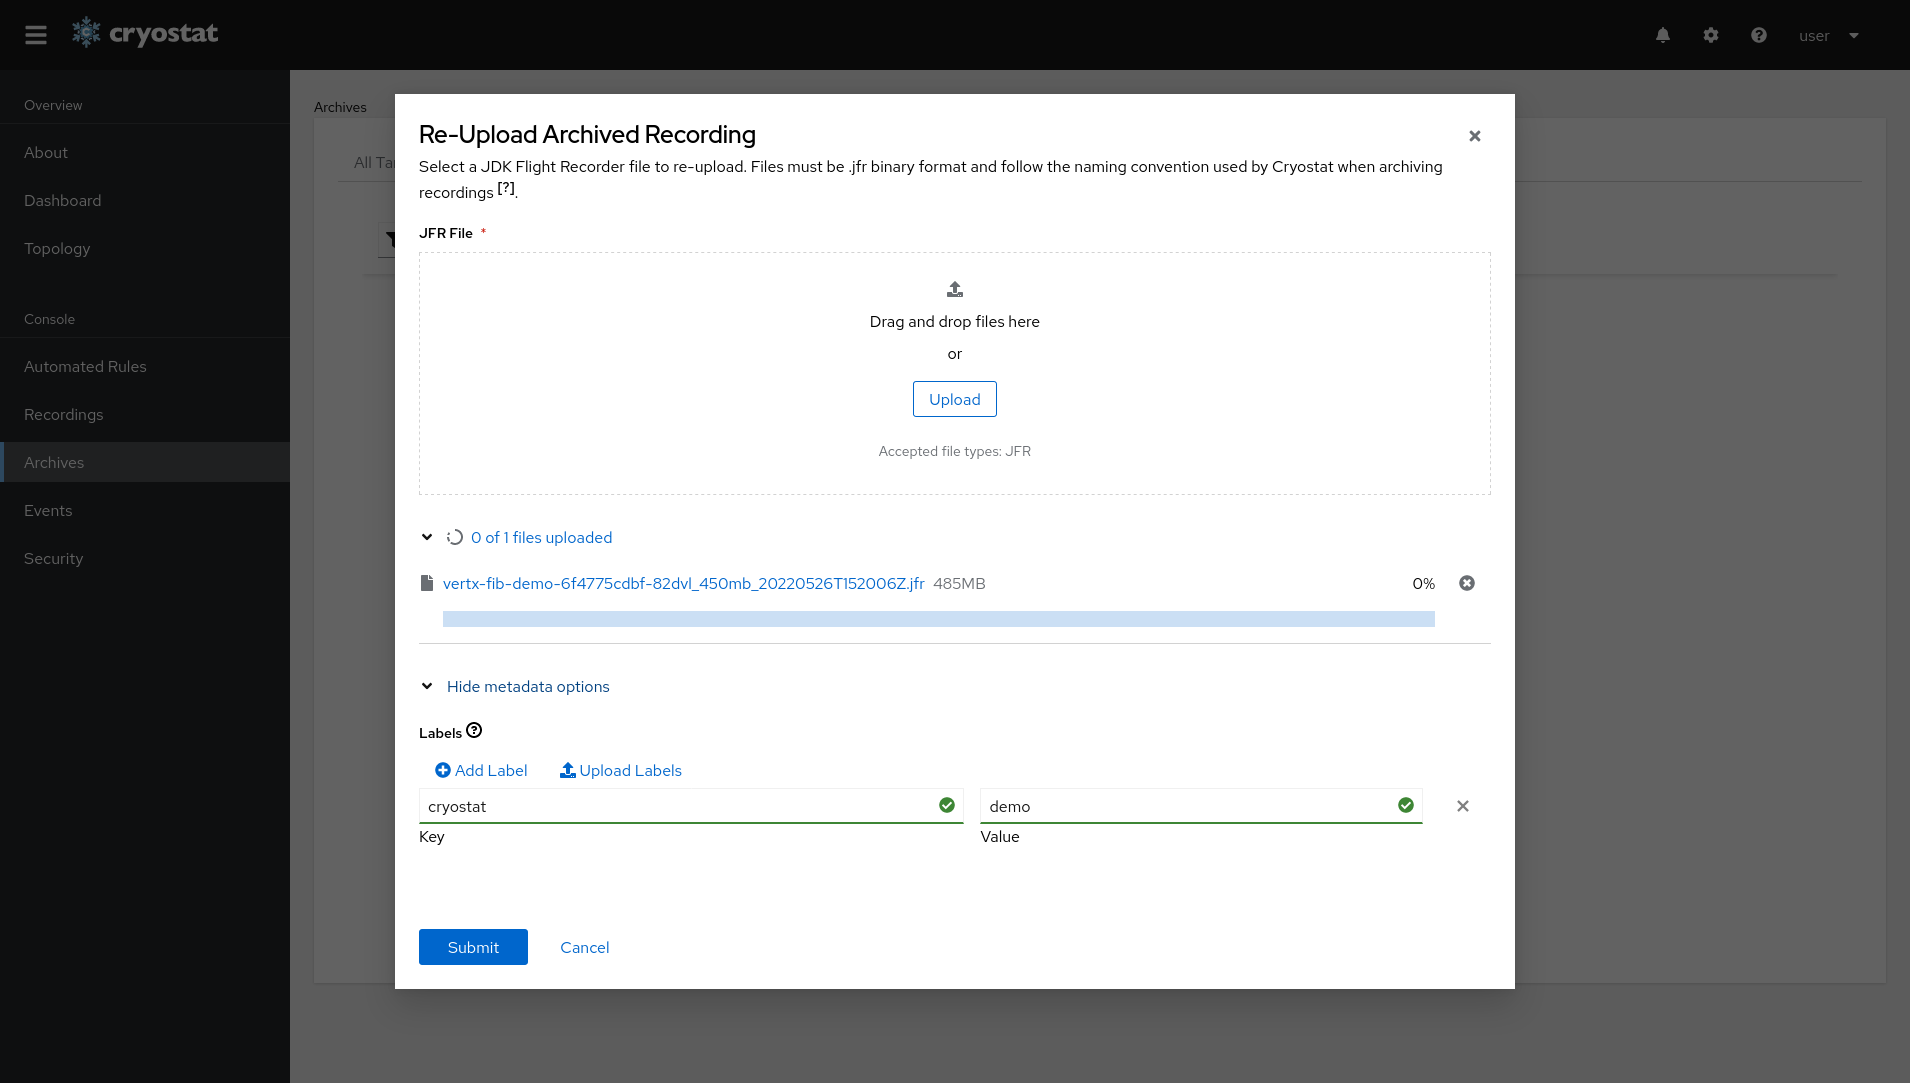 cryostat
user
Overview
About
Dashboard
Topology
Console
Automated Rules
Recordings
Archives
Events
Security
Archives
All Ta
Re-Upload Archived Recording
Select a JDK Flight Recorder file to re-upload. Files must be .jfr binary format and follow the naming convention used by Cryostat when archiving
recordings [?].
JFR File *
Drag and drop files here
or
Upload
Accepted file types: JFR
0 of 1 files uploaded
vertx-fib-demo-6f4775cdbf-82dvl_450mb_20220526T152006Z.jfr 485MB 0%
Hide metadata options
Labels
Add Label Upload Labels
cryostat demo
Key Value
Submit Cancel